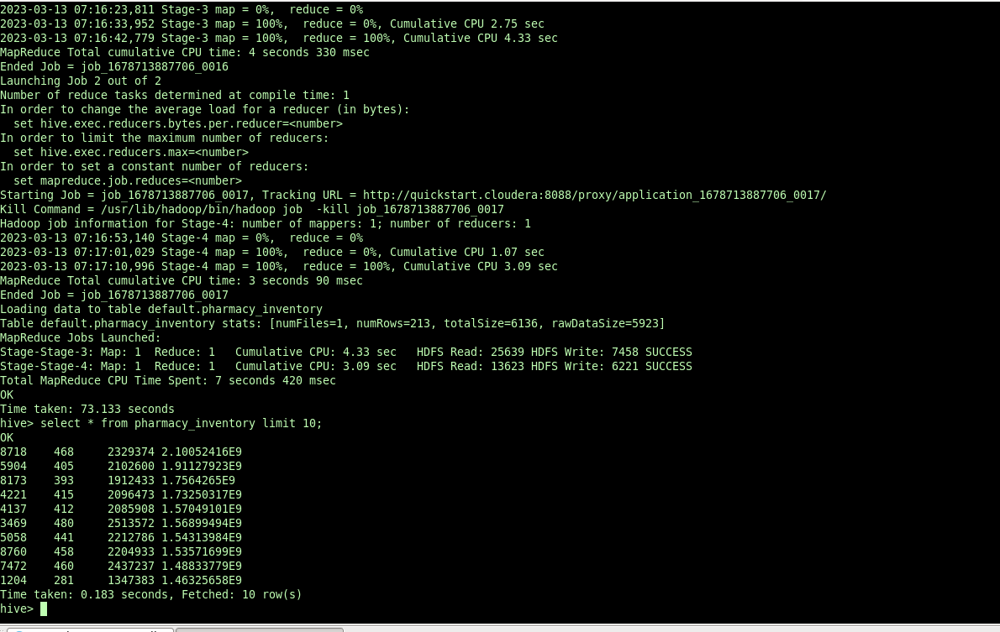 2023-03-13 07:16:23,811 Stage-3 map = 0%,  reduce = 0%
2023-03-13 07:16:33,952 Stage-3 map = 100%,  reduce = 0%, Cumulative CPU 2.75 sec
2023-03-13 07:16:42,779 Stage-3 map = 100%,  reduce = 100%, Cumulative CPU 4.33 sec
MapReduce Total cumulative CPU time: 4 seconds 330 msec
Ended Job = job_1678713887706_0016
Launching Job 2 out of 2
Number of reduce tasks determined at compile time: 1
In order to change the average load for a reducer (in bytes):
  set hive.exec.reducers.bytes.per.reducer=<number>
In order to limit the maximum number of reducers:
  set hive.exec.reducers.max=<number>
In order to set a constant number of reducers:
  set mapreduce.job.reduces=<number>
Starting Job = job_1678713887706_0017, Tracking URL = http://quickstart.cloudera:8088/proxy/application_1678713887706_0017/
Kill Command = /usr/lib/hadoop/bin/hadoop job  -kill job_1678713887706_0017
Hadoop job information for Stage-4: number of mappers: 1; number of reducers: 1
2023-03-13 07:16:53,140 Stage-4 map = 0%,  reduce = 0%
2023-03-13 07:17:01,029 Stage-4 map = 100%,  reduce = 0%, Cumulative CPU 1.07 sec
2023-03-13 07:17:10,996 Stage-4 map = 100%,  reduce = 100%, Cumulative CPU 3.09 sec
MapReduce Total cumulative CPU time: 3 seconds 90 msec
Ended Job = job_1678713887706_0017
Loading data to table default.pharmacy_inventory
Table default.pharmacy_inventory stats: [numFiles=1, numRows=213, totalSize=6136, rawDataSize=5923]
MapReduce Jobs Launched:
Stage-Stage-3: Map: 1  Reduce: 1   Cumulative CPU: 4.33 sec   HDFS Read: 25639 HDFS Write: 7458 SUCCESS
Stage-Stage-4: Map: 1  Reduce: 1   Cumulative CPU: 3.09 sec   HDFS Read: 13623 HDFS Write: 6221 SUCCESS
Total MapReduce CPU Time Spent: 7 seconds 420 msec
OK
Time taken: 73.133 seconds
hive> select * from pharmacy_inventory limit 10;
OK
8718    468     2329374 2.10052416E9
5904    405     2102600 1.91127923E9
8173    393     1912433 1.7564265E9
4221    415     2096473 1.73250317E9
4137    412     2085908 1.57049101E9
3469    480     2513572 1.56899494E9
5058    441     2212786 1.54313984E9
8760    458     2204933 1.53571699E9
7472    460     2437237 1.48833779E9
1204    281     1347383 1.46325658E9
Time taken: 0.183 seconds, Fetched: 10 row(s)
hive>